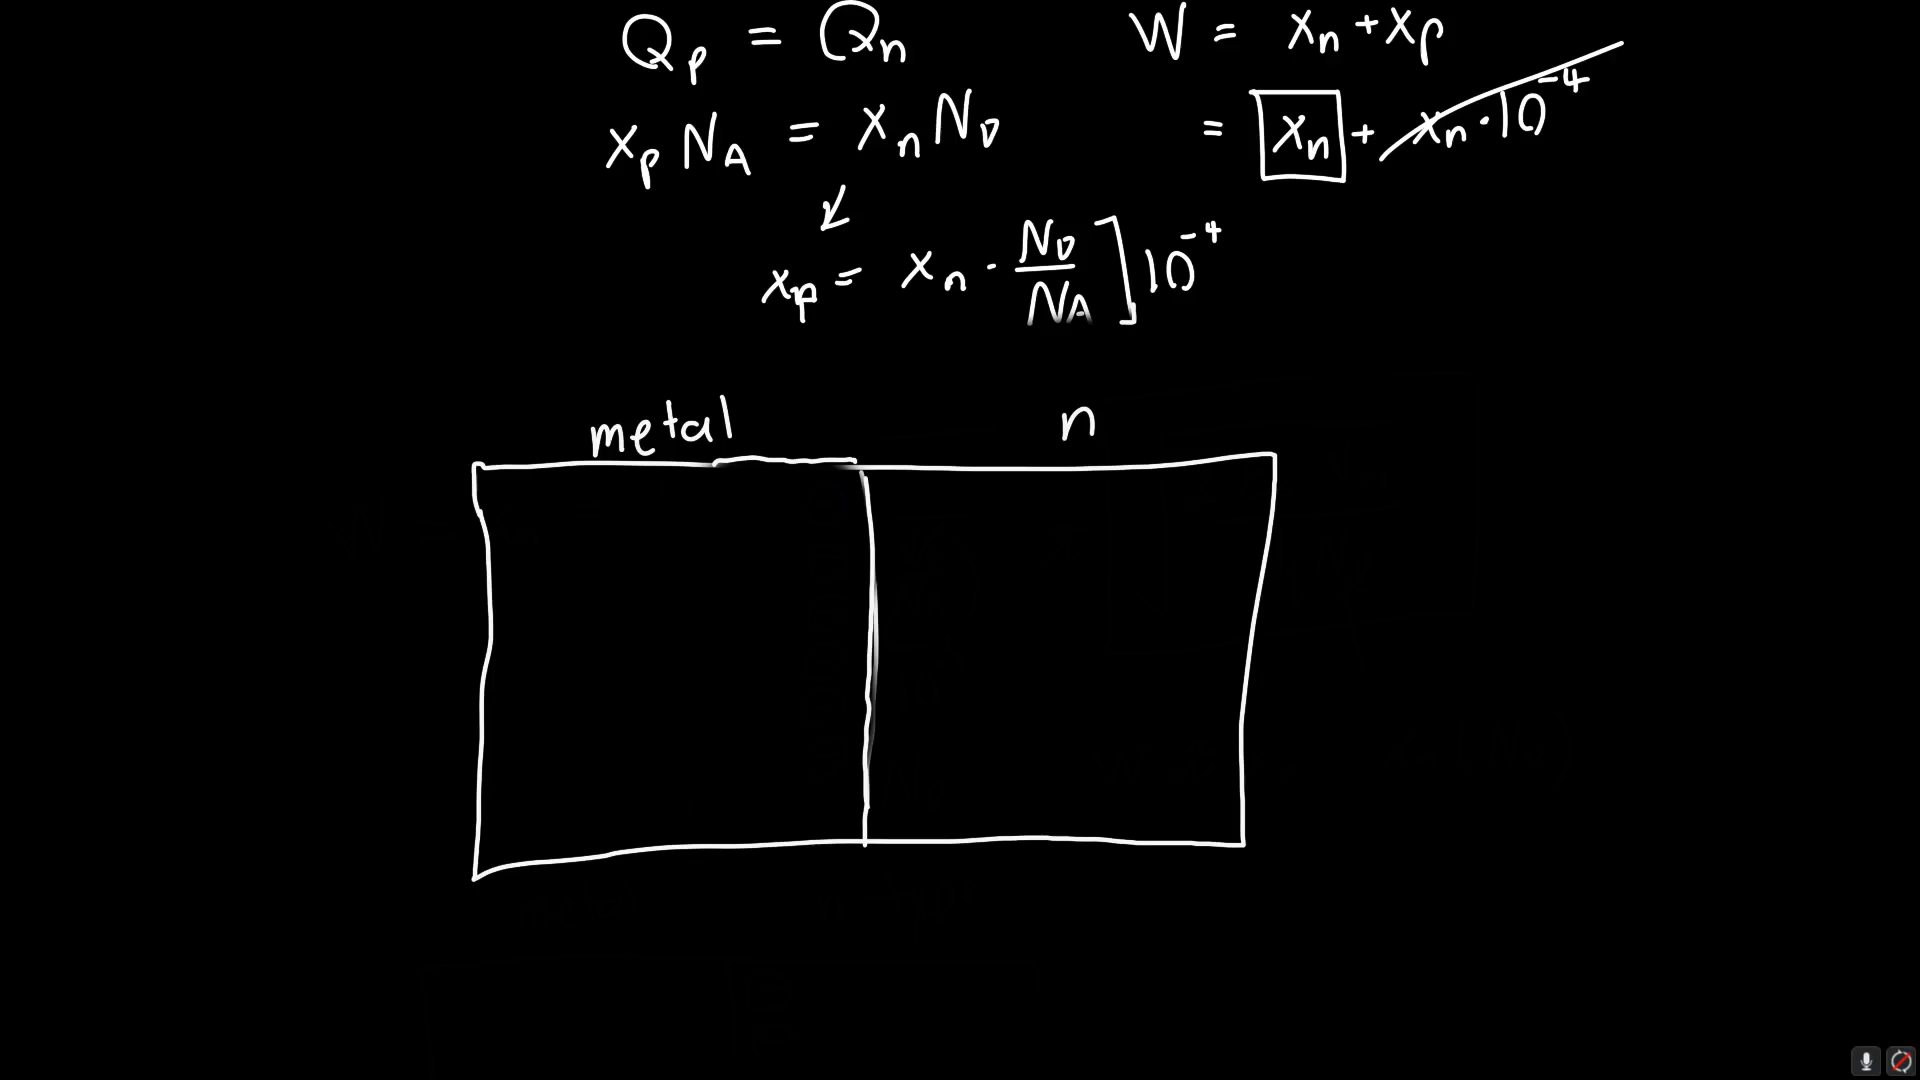 Qp = Qn
W = xn + xp
xp NA = xn ND
= xn + xn · 10^-4
xp = xn · ND/NA ] 10^-4
metal
n